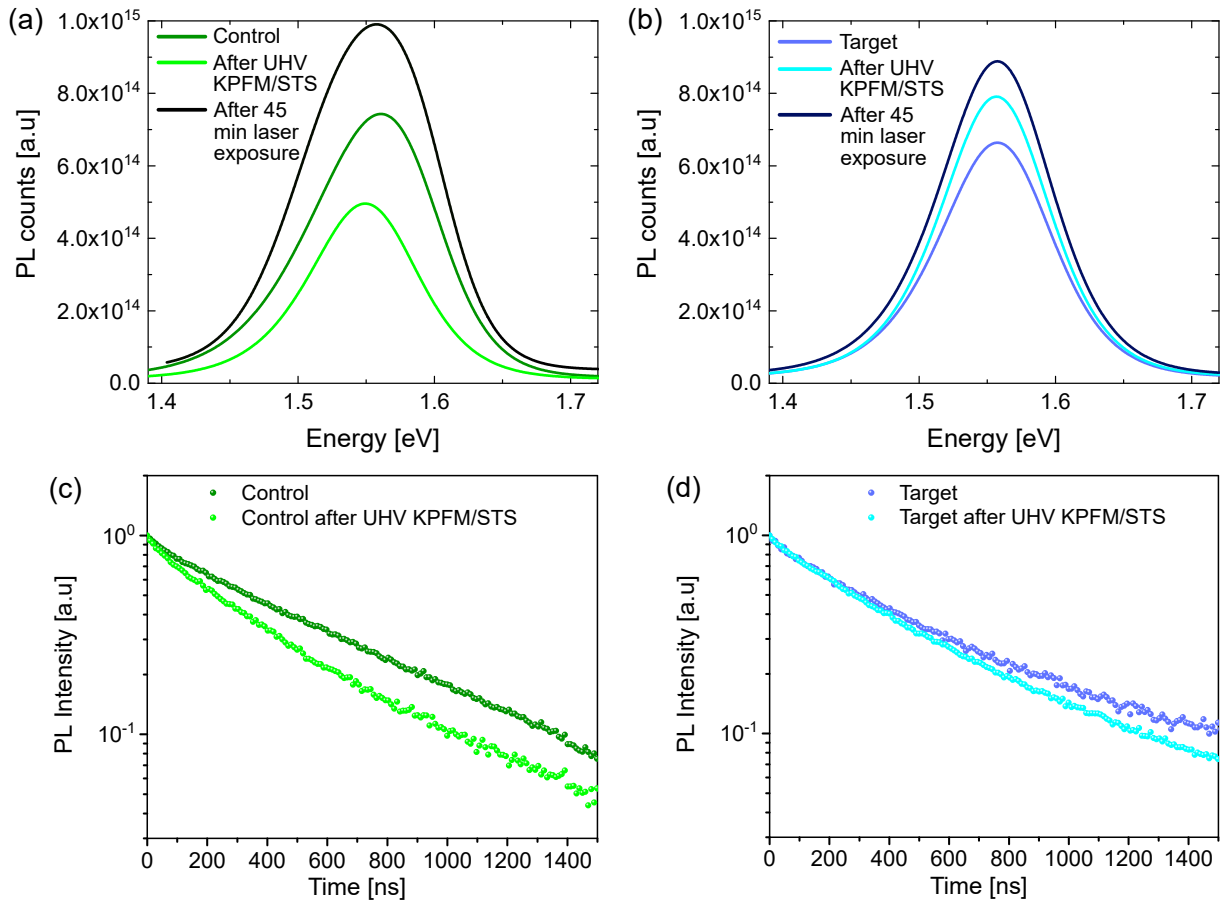 (a)
1.0x10^15
8.0x10^14
6.0x10^14
4.0x10^14
2.0x10^14
0.0
PL counts [a.u]
Control
After UHV
KPFM/STS
After 45
min laser
exposure
1.4
1.5
1.6
1.7
Energy [eV]
(b)
1.0x10^15
8.0x10^14
6.0x10^14
4.0x10^14
2.0x10^14
0.0
PL counts [a.u]
Target
After UHV
KPFM/STS
After 45
min laser
exposure
1.4
1.5
1.6
1.7
Energy [eV]
(c)
Control
Control after UHV KPFM/STS
10^0
10^-1
PL Intensity [a.u]
0 200 400 600 800 1000 1200 1400
Time [ns]
(d)
Target
Target after UHV KPFM/STS
10^0
10^-1
PL Intensity [a.u]
0 200 400 600 800 1000 1200 1400
Time [ns]